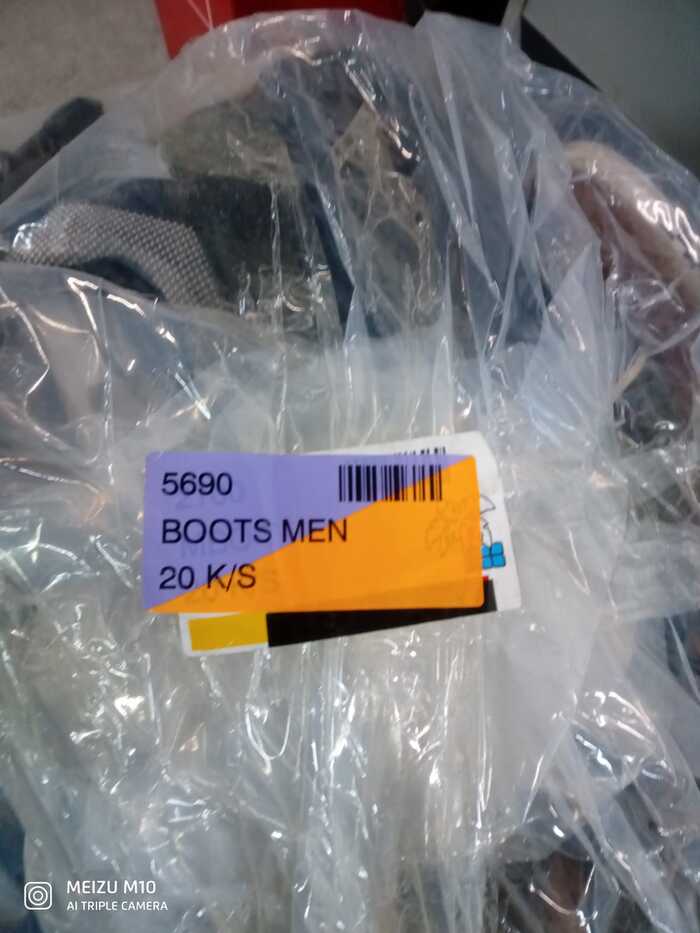 5690
BOOTS MEN
20 K/S
MEIZU M10
AI TRIPLE CAMERA